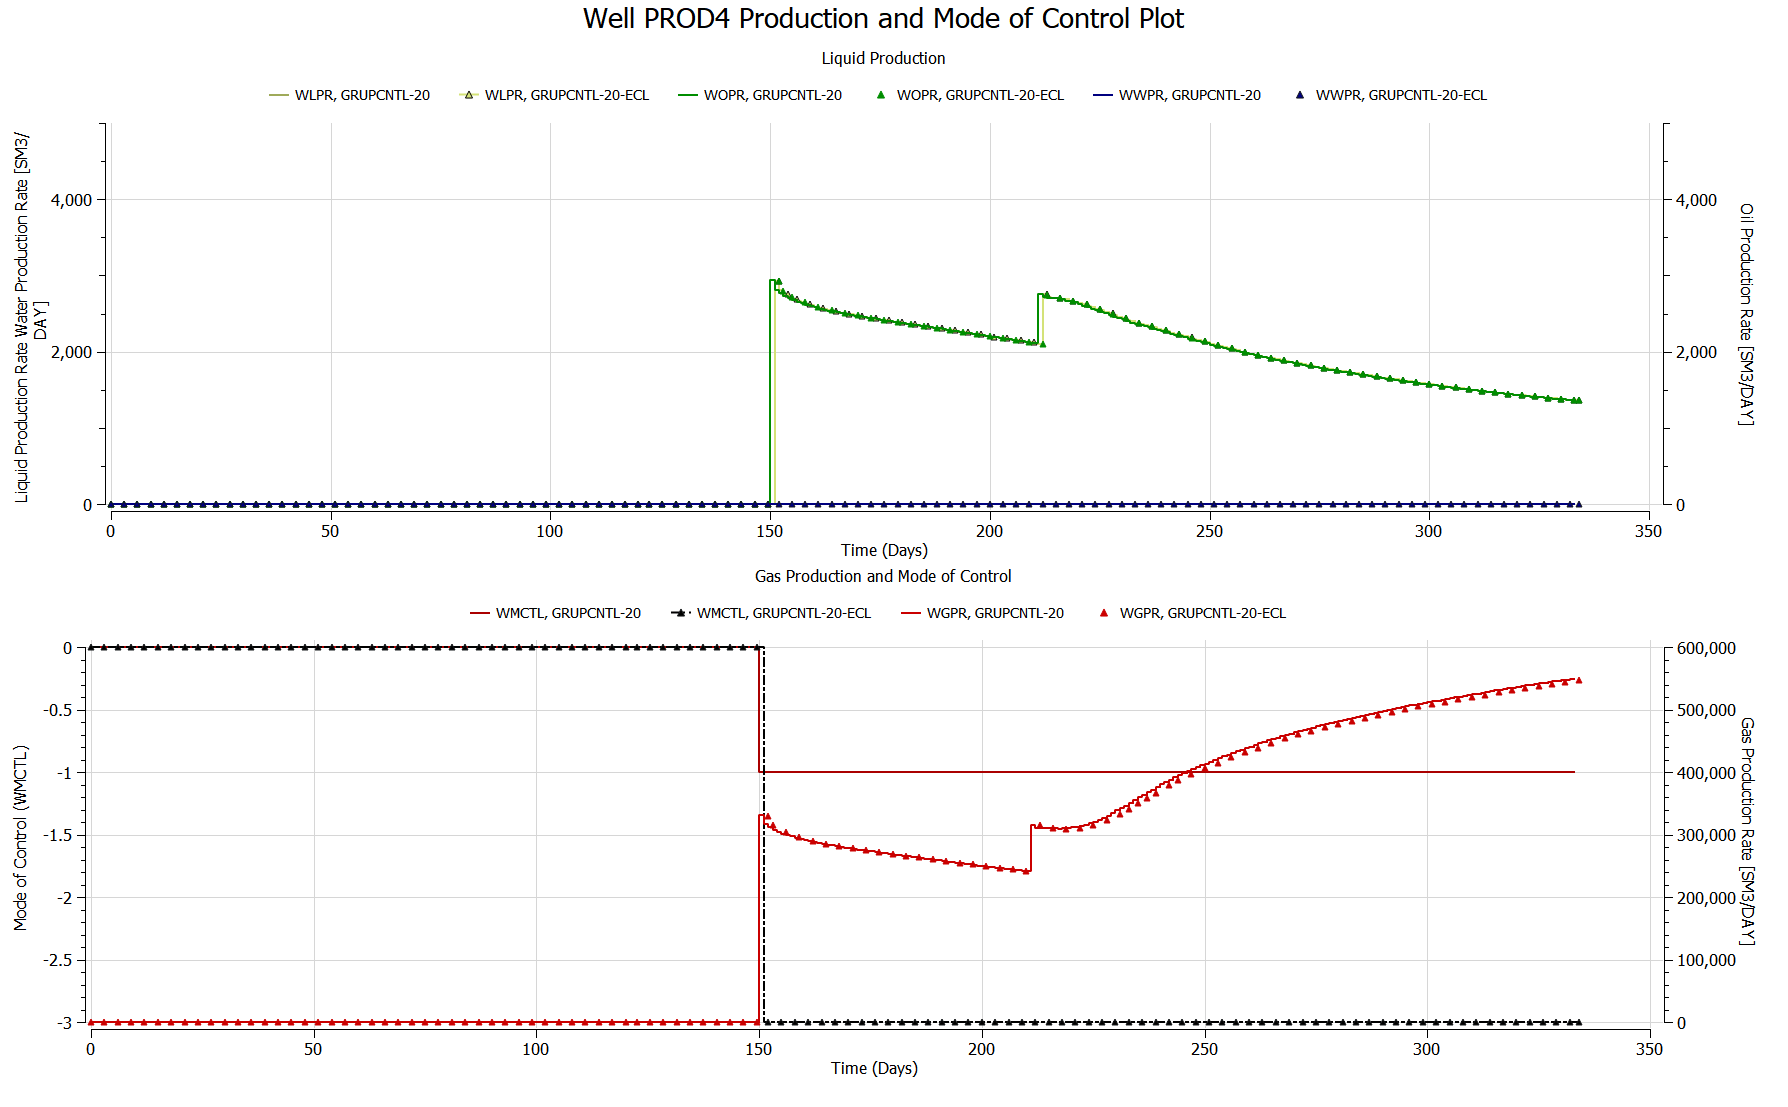 Well PROD4 Production and Mode of Control Plot
Liquid Production
WLPR, GRUPCNTL-20
WLPR, GRUPCNTL-20-ECL
WOPR, GRUPCNTL-20
WOPR, GRUPCNTL-20-ECL
WWPR, GRUPCNTL-20
WWPR, GRUPCNTL-20-ECL
Liquid Production Rate Water Production Rate [SM3/
DAY]
4,000
2,000
0
4,000
2,000
0
Oil Production Rate [SM3/DAY]
0 50 100 150 200 250 300 350
Time (Days)
Gas Production and Mode of Control
WMCTL, GRUPCNTL-20
WMCTL, GRUPCNTL-20-ECL
WGPR, GRUPCNTL-20
WGPR, GRUPCNTL-20-ECL
Mode of Control (WMCTL)
0
-0.5
-1
-1.5
-2
-2.5
-3
600,000
500,000
400,000
300,000
200,000
100,000
0
Gas Production Rate [SM3/DAY]
0 50 100 150 200 250 300 350
Time (Days)